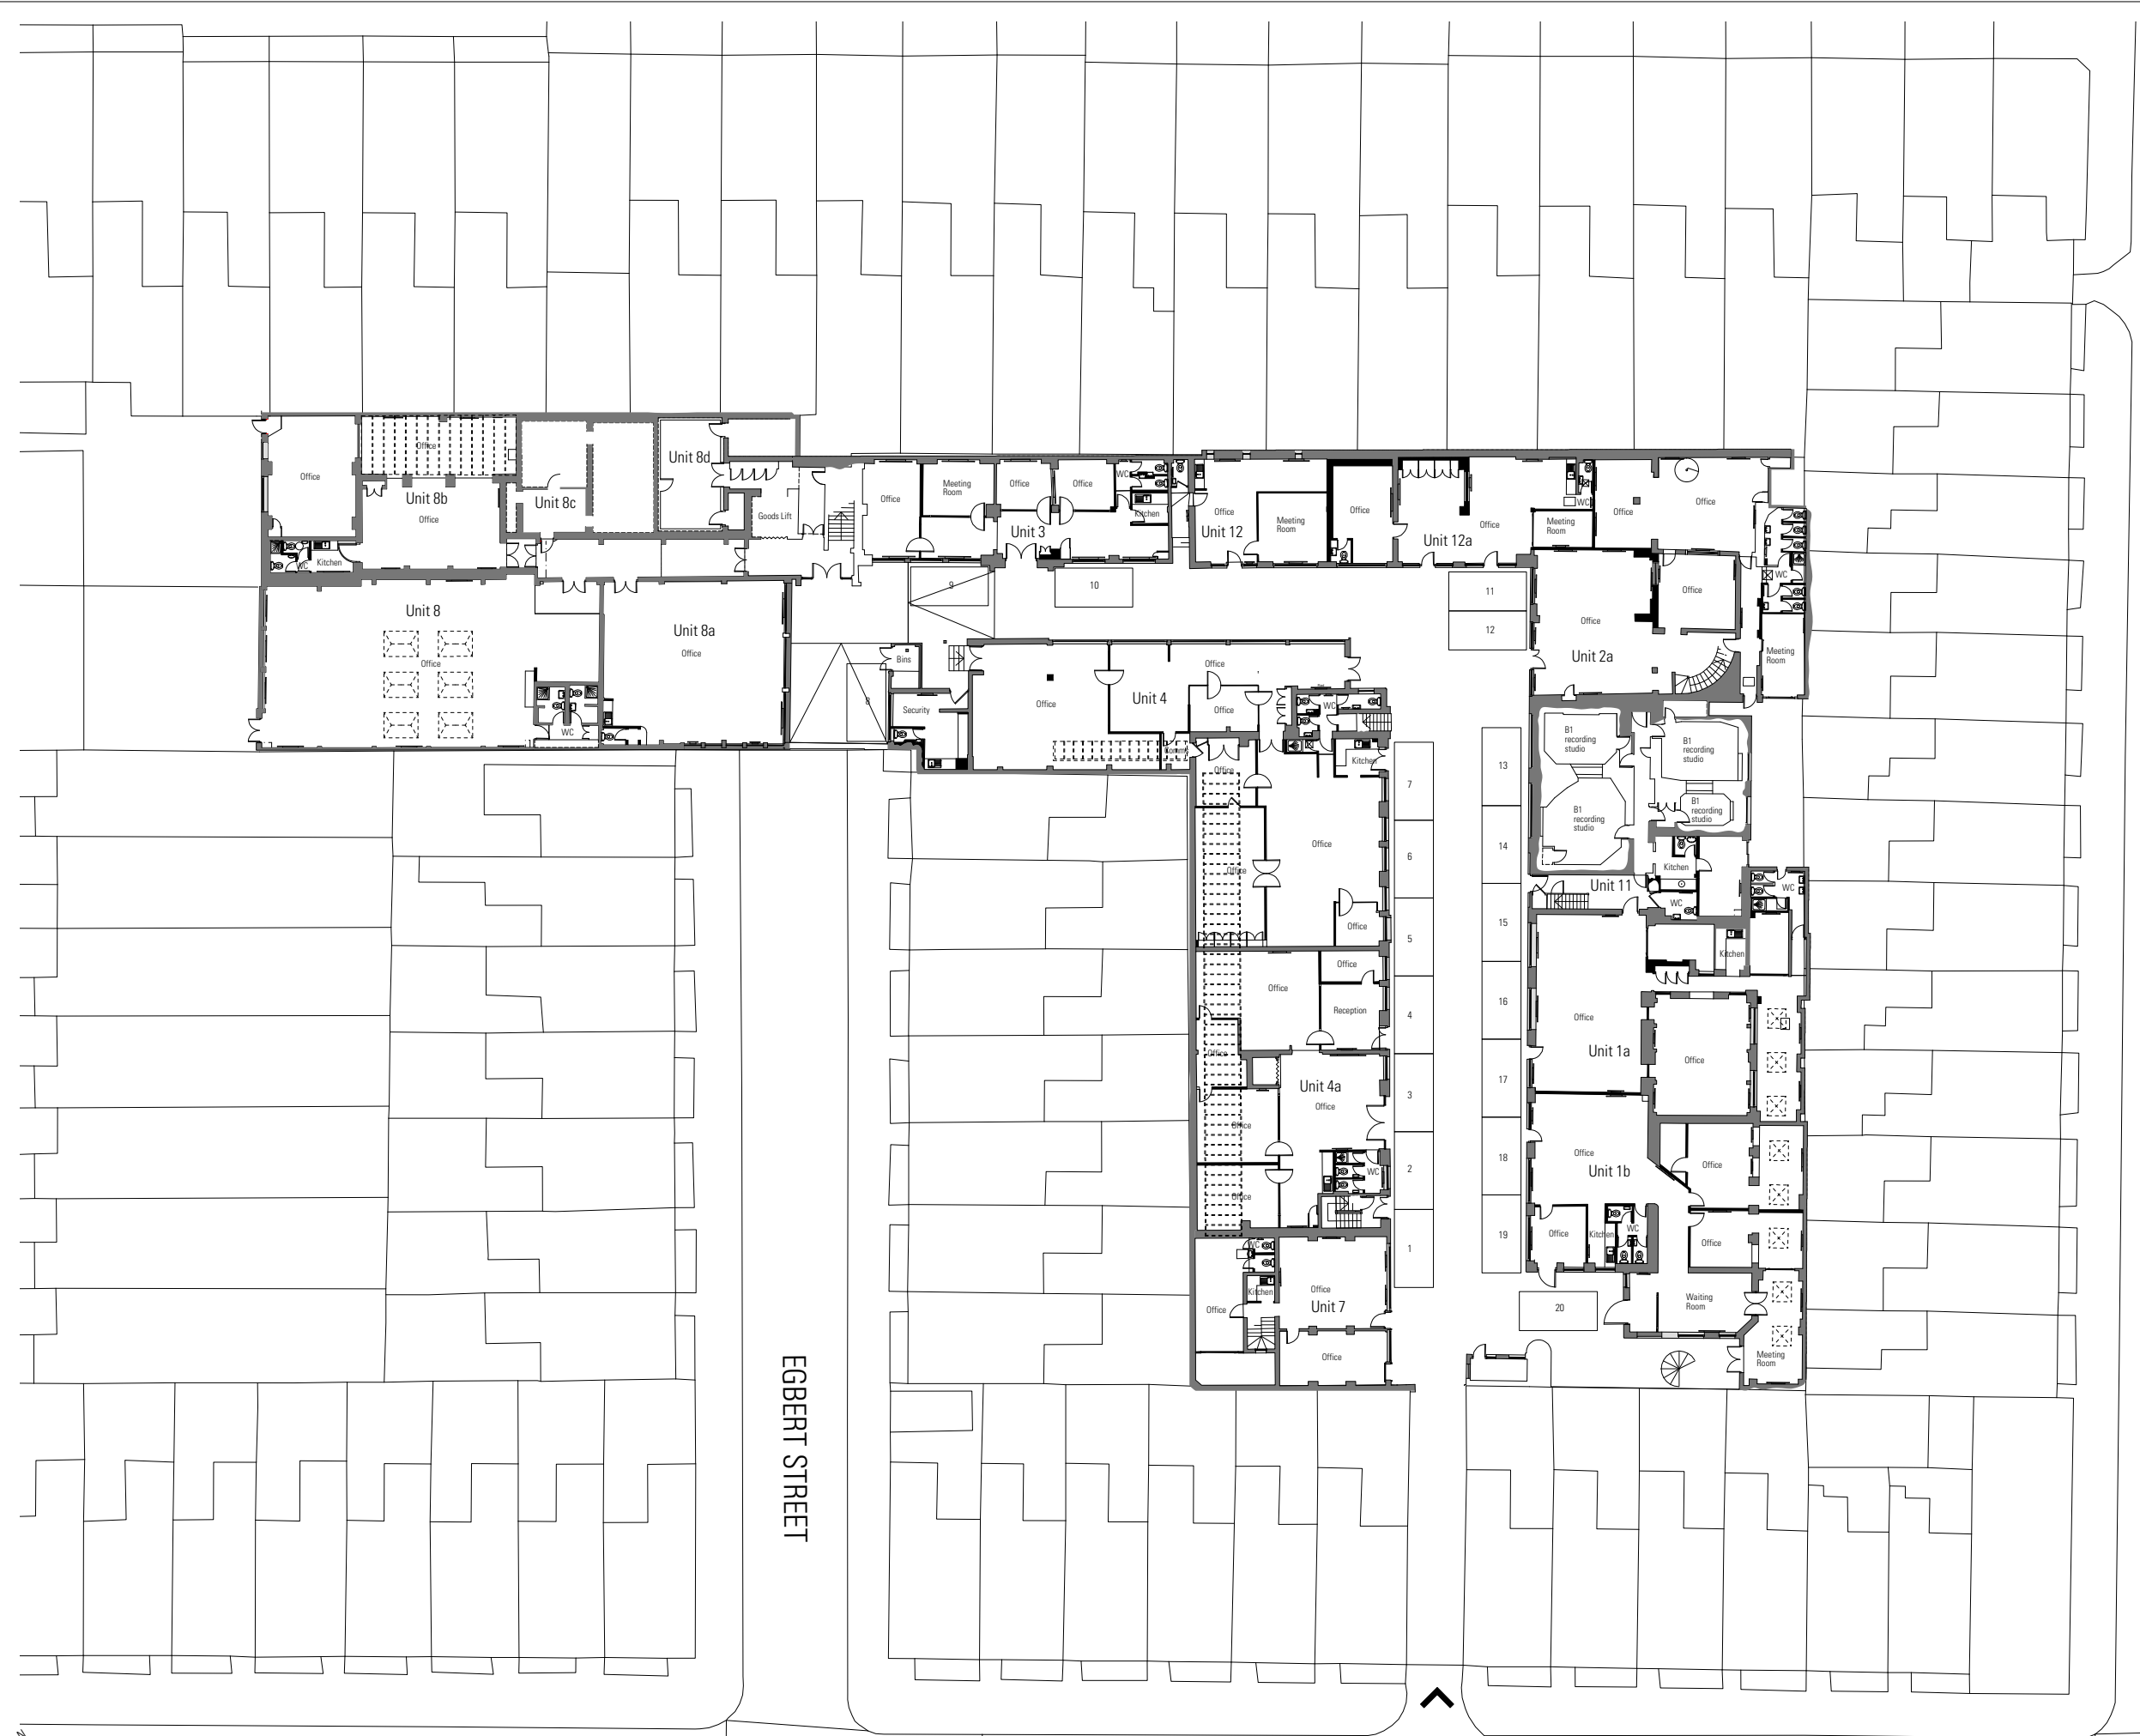 Office
Office
Unit 8b
Office
WC
Kitchen
Unit 8c
Unit 8d
Goods Lift
Office
Meeting
Room
Office
Office
WC
Kitchen
Unit 3
Office
Unit 12
Meeting
Room
Office
Office
Unit 12a
WC
Meeting
Room
Office
Office
WC
Unit 8
Office
WC
Unit 8a
Office
9
10
11
12
8
Bins
Security
Office
Unit 4
Office
Office
WC
Office
Unit 2a
Office
Meeting
Room
Office
Kitchen
Office
Office
Office
7
6
5
4
3
2
1
13
14
15
16
17
18
19
20
B1
recording
studio
B1
recording
studio
B1
recording
studio
B1
recording
studio
Kitchen
Unit 11
WC
WC
Kitchen
Office
Office
Reception
Office
Unit 4a
Office
Office
Office
WC
Office
Unit 1a
Office
Office
Unit 1b
Office
Office
Office
Kitchen
WC
Waiting
Room
Meeting
Room
WC
Kitchen
Office
Office
Unit 7
Office
EGBERT STREET